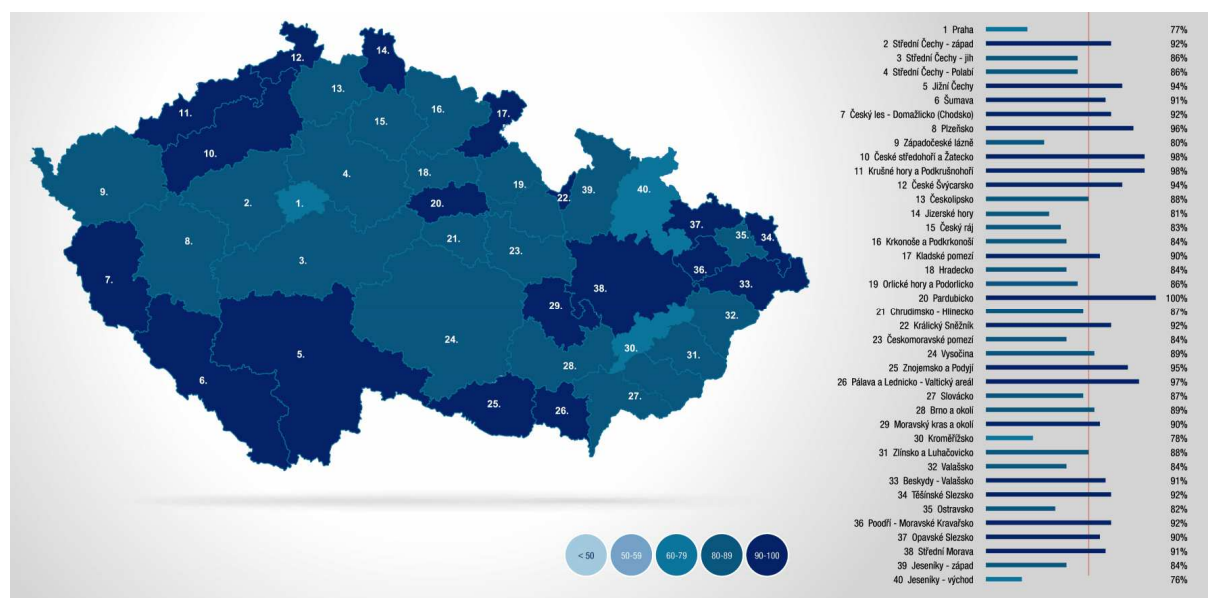 12.
14.
13.
17.
11.
16.
15.
10.
4.
18.
39.
40.
9.
19.
22.
2.
1.
20.
37.
8.
21.
35.
34.
3.
23.
36.
7.
33.
38.
29.
32.
24.
30.
31.
5.
28.
6.
27.
25.
26.
< 50
50-59
60-79
80-89
90-100
1 Praha 77%
2 Střední Čechy - západ 92%
3 Střední Čechy - jih 86%
4 Střední Čechy - Polabí 86%
5 Jižní Čechy 94%
6 Šumava 91%
7 Český les - Domažlicko (Chodsko) 92%
8 Plzeňsko 96%
9 Západočeské lázně 80%
10 České středohoří a Žatecko 98%
11 Krušné hory a Podkrušnohoří 98%
12 České Švýcarsko 94%
13 Českolipsko 88%
14 Jizerské hory 81%
15 Český ráj 83%
16 Krkonoše a Podkrkonoší 84%
17 Kladské pomezí 90%
18 Hradecko 84%
19 Orlické hory a Podorlicko 86%
20 Pardubicko 100%
21 Chrudimsko - Hlinecko 87%
22 Králický Sněžník 92%
23 Českomoravské pomezí 84%
24 Vysočina 89%
25 Znojemsko a Podyjí 95%
26 Pálava a Lednicko - Valtický areál 97%
27 Slovácko 87%
28 Brno a okolí 89%
29 Moravský kras a okolí 90%
30 Kroměřížsko 78%
31 Zlínsko a Luhačovicko 88%
32 Valašsko 84%
33 Beskydy - Valašsko 91%
34 Těšínské Slezsko 92%
35 Ostravsko 82%
36 Poodří - Moravské Kravařsko 92%
37 Opavské Slezsko 90%
38 Střední Morava 91%
39 Jeseníky - západ 84%
40 Jeseníky - východ 76%